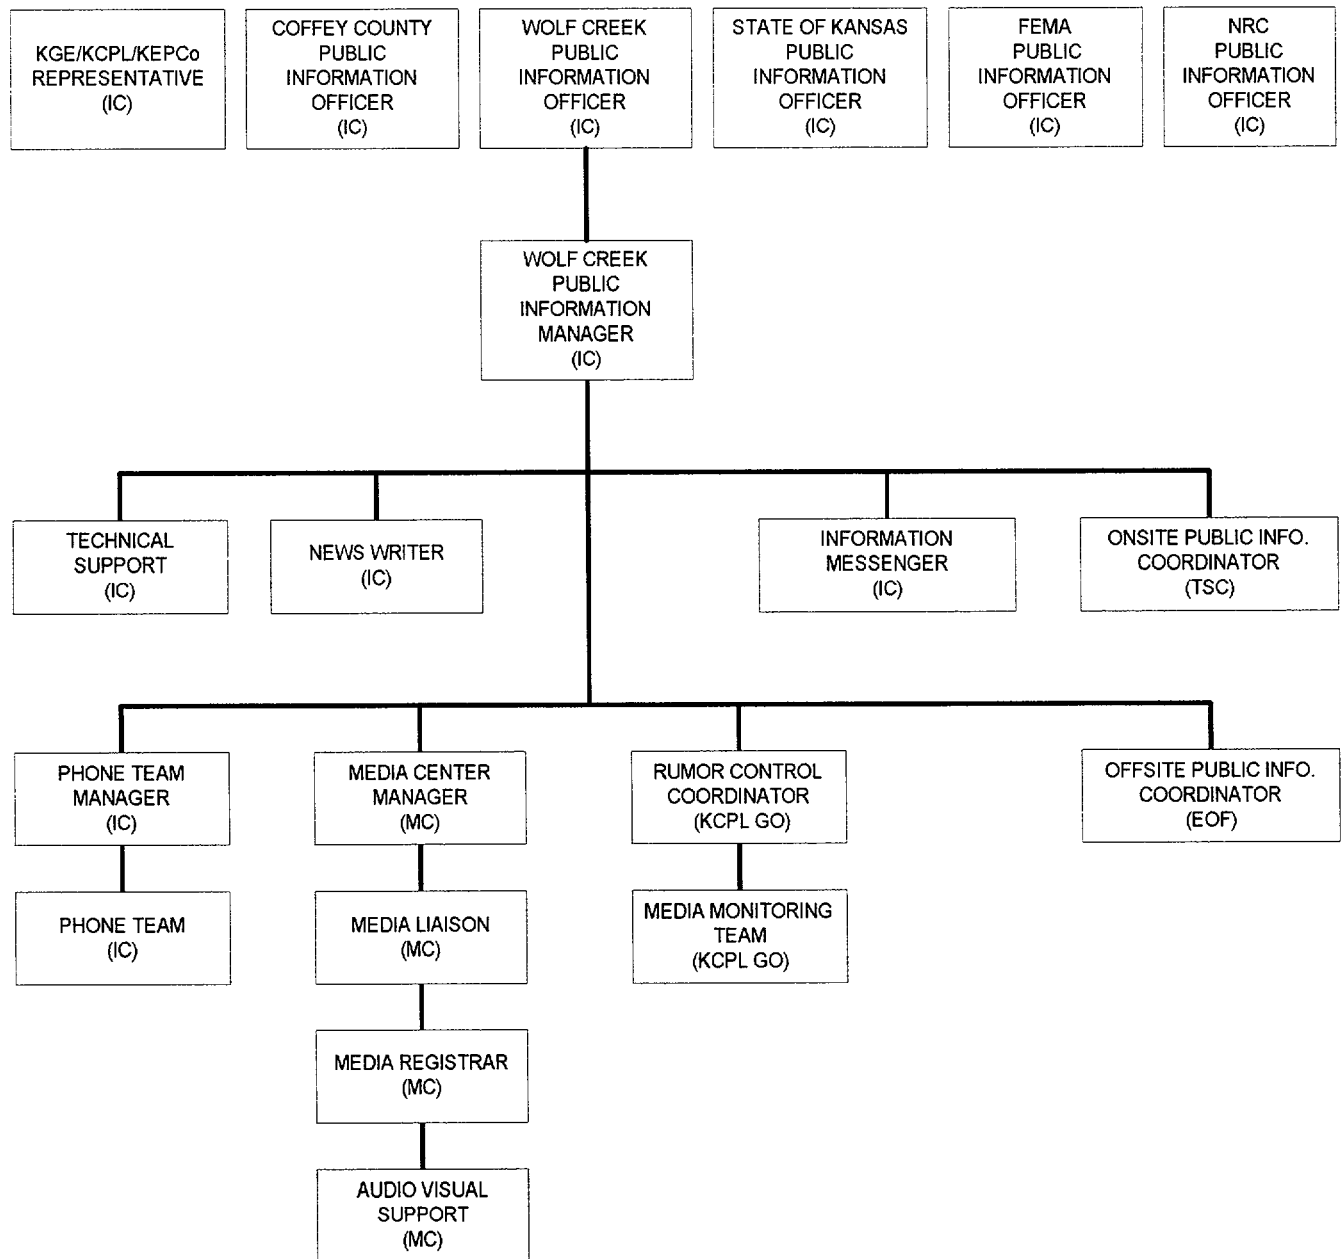 KGE/KCPL/KEPCo
REPRESENTATIVE
(IC)
COFFEY COUNTY
PUBLIC
INFORMATION
OFFICER
(IC)
WOLF CREEK
PUBLIC
INFORMATION
OFFICER
(IC)
STATE OF KANSAS
PUBLIC
INFORMATION
OFFICER
(IC)
FEMA
PUBLIC
INFORMATION
OFFICER
(IC)
NRC
PUBLIC
INFORMATION
OFFICER
(IC)
WOLF CREEK
PUBLIC
INFORMATION
MANAGER
(IC)
TECHNICAL
SUPPORT
(IC)
NEWS WRITER
(IC)
INFORMATION
MESSENGER
(IC)
ONSITE PUBLIC INFO.
COORDINATOR
(TSC)
PHONE TEAM
MANAGER
(IC)
MEDIA CENTER
MANAGER
(MC)
RUMOR CONTROL
COORDINATOR
(KCPL GO)
OFFSITE PUBLIC INFO.
COORDINATOR
(EOF)
PHONE TEAM
(IC)
MEDIA LIAISON
(MC)
MEDIA MONITORING
TEAM
(KCPL GO)
MEDIA REGISTRAR
(MC)
AUDIO VISUAL
SUPPORT
(MC)